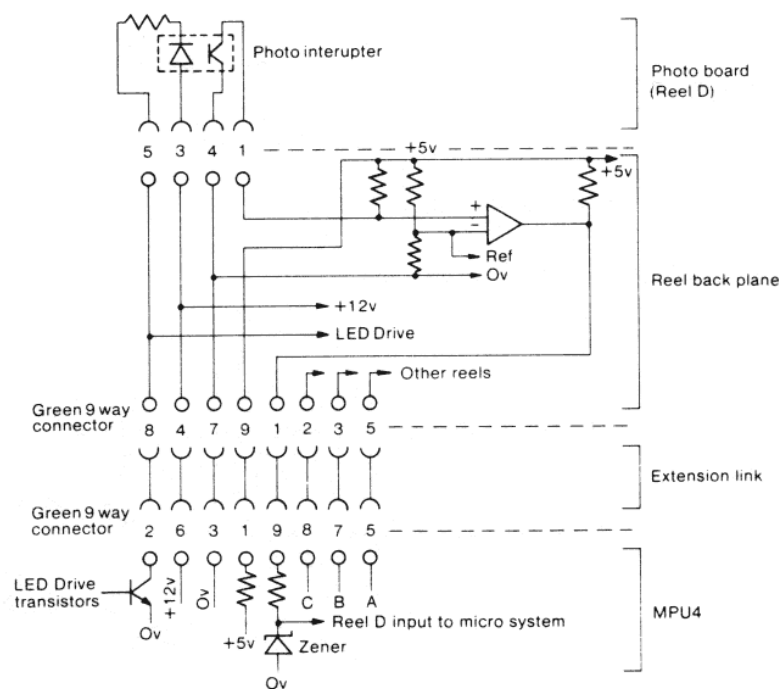 Photo interupter
Photo board
(Reel D)
5 3 4 1
+5v
+5v
+
−
Ref
Ov
Reel back plane
+12v
LED Drive
Other reels
Green 9 way
connector
8 4 7 9 1 2 3 5
Extension link
Green 9 way
connector
2 6 3 1 9 8 7 5
LED Drive
transistors
+12v
Ov
C B A
MPU4
Reel D input to micro system
Ov
+5v
Zener
Ov